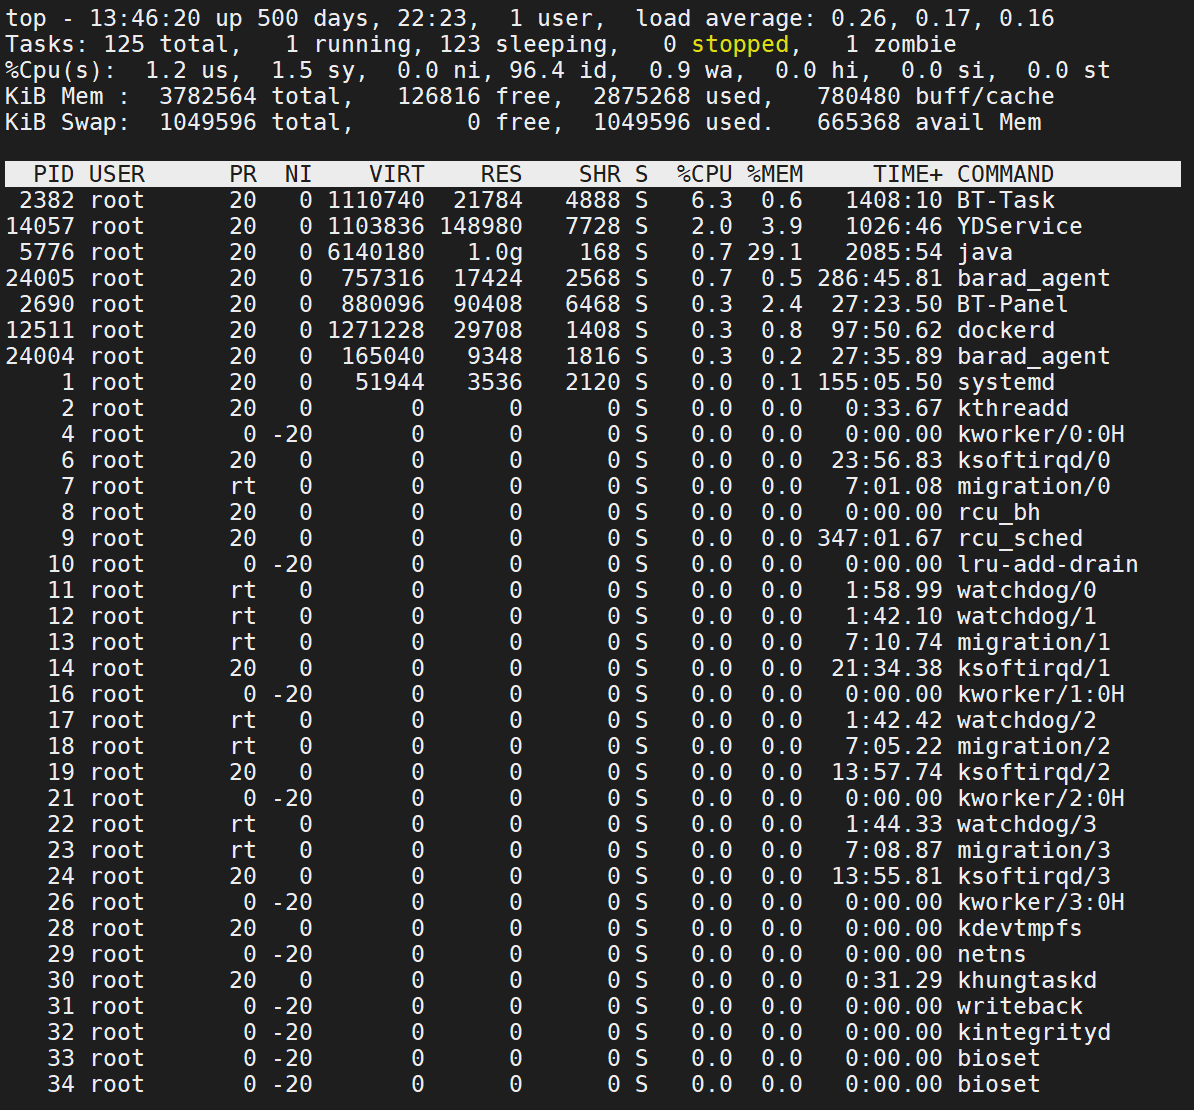 top - 13:46:20 up 500 days, 22:23,  1 user,  load average: 0.26, 0.17, 0.16
Tasks: 125 total,   1 running, 123 sleeping,   0 stopped,   1 zombie
%Cpu(s):  1.2 us,  1.5 sy,  0.0 ni, 96.4 id,  0.9 wa,  0.0 hi,  0.0 si,  0.0 st
KiB Mem :  3782564 total,   126816 free,  2875268 used,   780480 buff/cache
KiB Swap:  1049596 total,        0 free,  1049596 used.   665368 avail Mem
  PID USER      PR  NI    VIRT    RES    SHR S  %CPU %MEM     TIME+ COMMAND
 2382 root      20   0 1110740  21784   4888 S   6.3  0.6   1408:10 BT-Task
14057 root      20   0 1103836 148980   7728 S   2.0  3.9   1026:46 YDService
 5776 root      20   0 6140180   1.0g    168 S   0.7 29.1   2085:54 java
24005 root      20   0  757316  17424   2568 S   0.7  0.5 286:45.81 barad_agent
 2690 root      20   0  880096  90408   6468 S   0.3  2.4  27:23.50 BT-Panel
12511 root      20   0 1271228  29708   1408 S   0.3  0.8  97:50.62 dockerd
24004 root      20   0  165040   9348   1816 S   0.3  0.2  27:35.89 barad_agent
    1 root      20   0   51944   3536   2120 S   0.0  0.1 155:05.50 systemd
    2 root      20   0       0      0      0 S   0.0  0.0   0:33.67 kthreadd
    4 root       0 -20       0      0      0 S   0.0  0.0   0:00.00 kworker/0:0H
    6 root      20   0       0      0      0 S   0.0  0.0  23:56.83 ksoftirqd/0
    7 root      rt   0       0      0      0 S   0.0  0.0   7:01.08 migration/0
    8 root      20   0       0      0      0 S   0.0  0.0   0:00.00 rcu_bh
    9 root      20   0       0      0      0 S   0.0  0.0 347:01.67 rcu_sched
   10 root       0 -20       0      0      0 S   0.0  0.0   0:00.00 lru-add-drain
   11 root      rt   0       0      0      0 S   0.0  0.0   1:58.99 watchdog/0
   12 root      rt   0       0      0      0 S   0.0  0.0   1:42.10 watchdog/1
   13 root      rt   0       0      0      0 S   0.0  0.0   7:10.74 migration/1
   14 root      20   0       0      0      0 S   0.0  0.0  21:34.38 ksoftirqd/1
   16 root       0 -20       0      0      0 S   0.0  0.0   0:00.00 kworker/1:0H
   17 root      rt   0       0      0      0 S   0.0  0.0   1:42.42 watchdog/2
   18 root      rt   0       0      0      0 S   0.0  0.0   7:05.22 migration/2
   19 root      20   0       0      0      0 S   0.0  0.0  13:57.74 ksoftirqd/2
   21 root       0 -20       0      0      0 S   0.0  0.0   0:00.00 kworker/2:0H
   22 root      rt   0       0      0      0 S   0.0  0.0   1:44.33 watchdog/3
   23 root      rt   0       0      0      0 S   0.0  0.0   7:08.87 migration/3
   24 root      20   0       0      0      0 S   0.0  0.0  13:55.81 ksoftirqd/3
   26 root       0 -20       0      0      0 S   0.0  0.0   0:00.00 kworker/3:0H
   28 root      20   0       0      0      0 S   0.0  0.0   0:00.00 kdevtmpfs
   29 root       0 -20       0      0      0 S   0.0  0.0   0:00.00 netns
   30 root      20   0       0      0      0 S   0.0  0.0   0:31.29 khungtaskd
   31 root       0 -20       0      0      0 S   0.0  0.0   0:00.00 writeback
   32 root       0 -20       0      0      0 S   0.0  0.0   0:00.00 kintegrityd
   33 root       0 -20       0      0      0 S   0.0  0.0   0:00.00 bioset
   34 root       0 -20       0      0      0 S   0.0  0.0   0:00.00 bioset